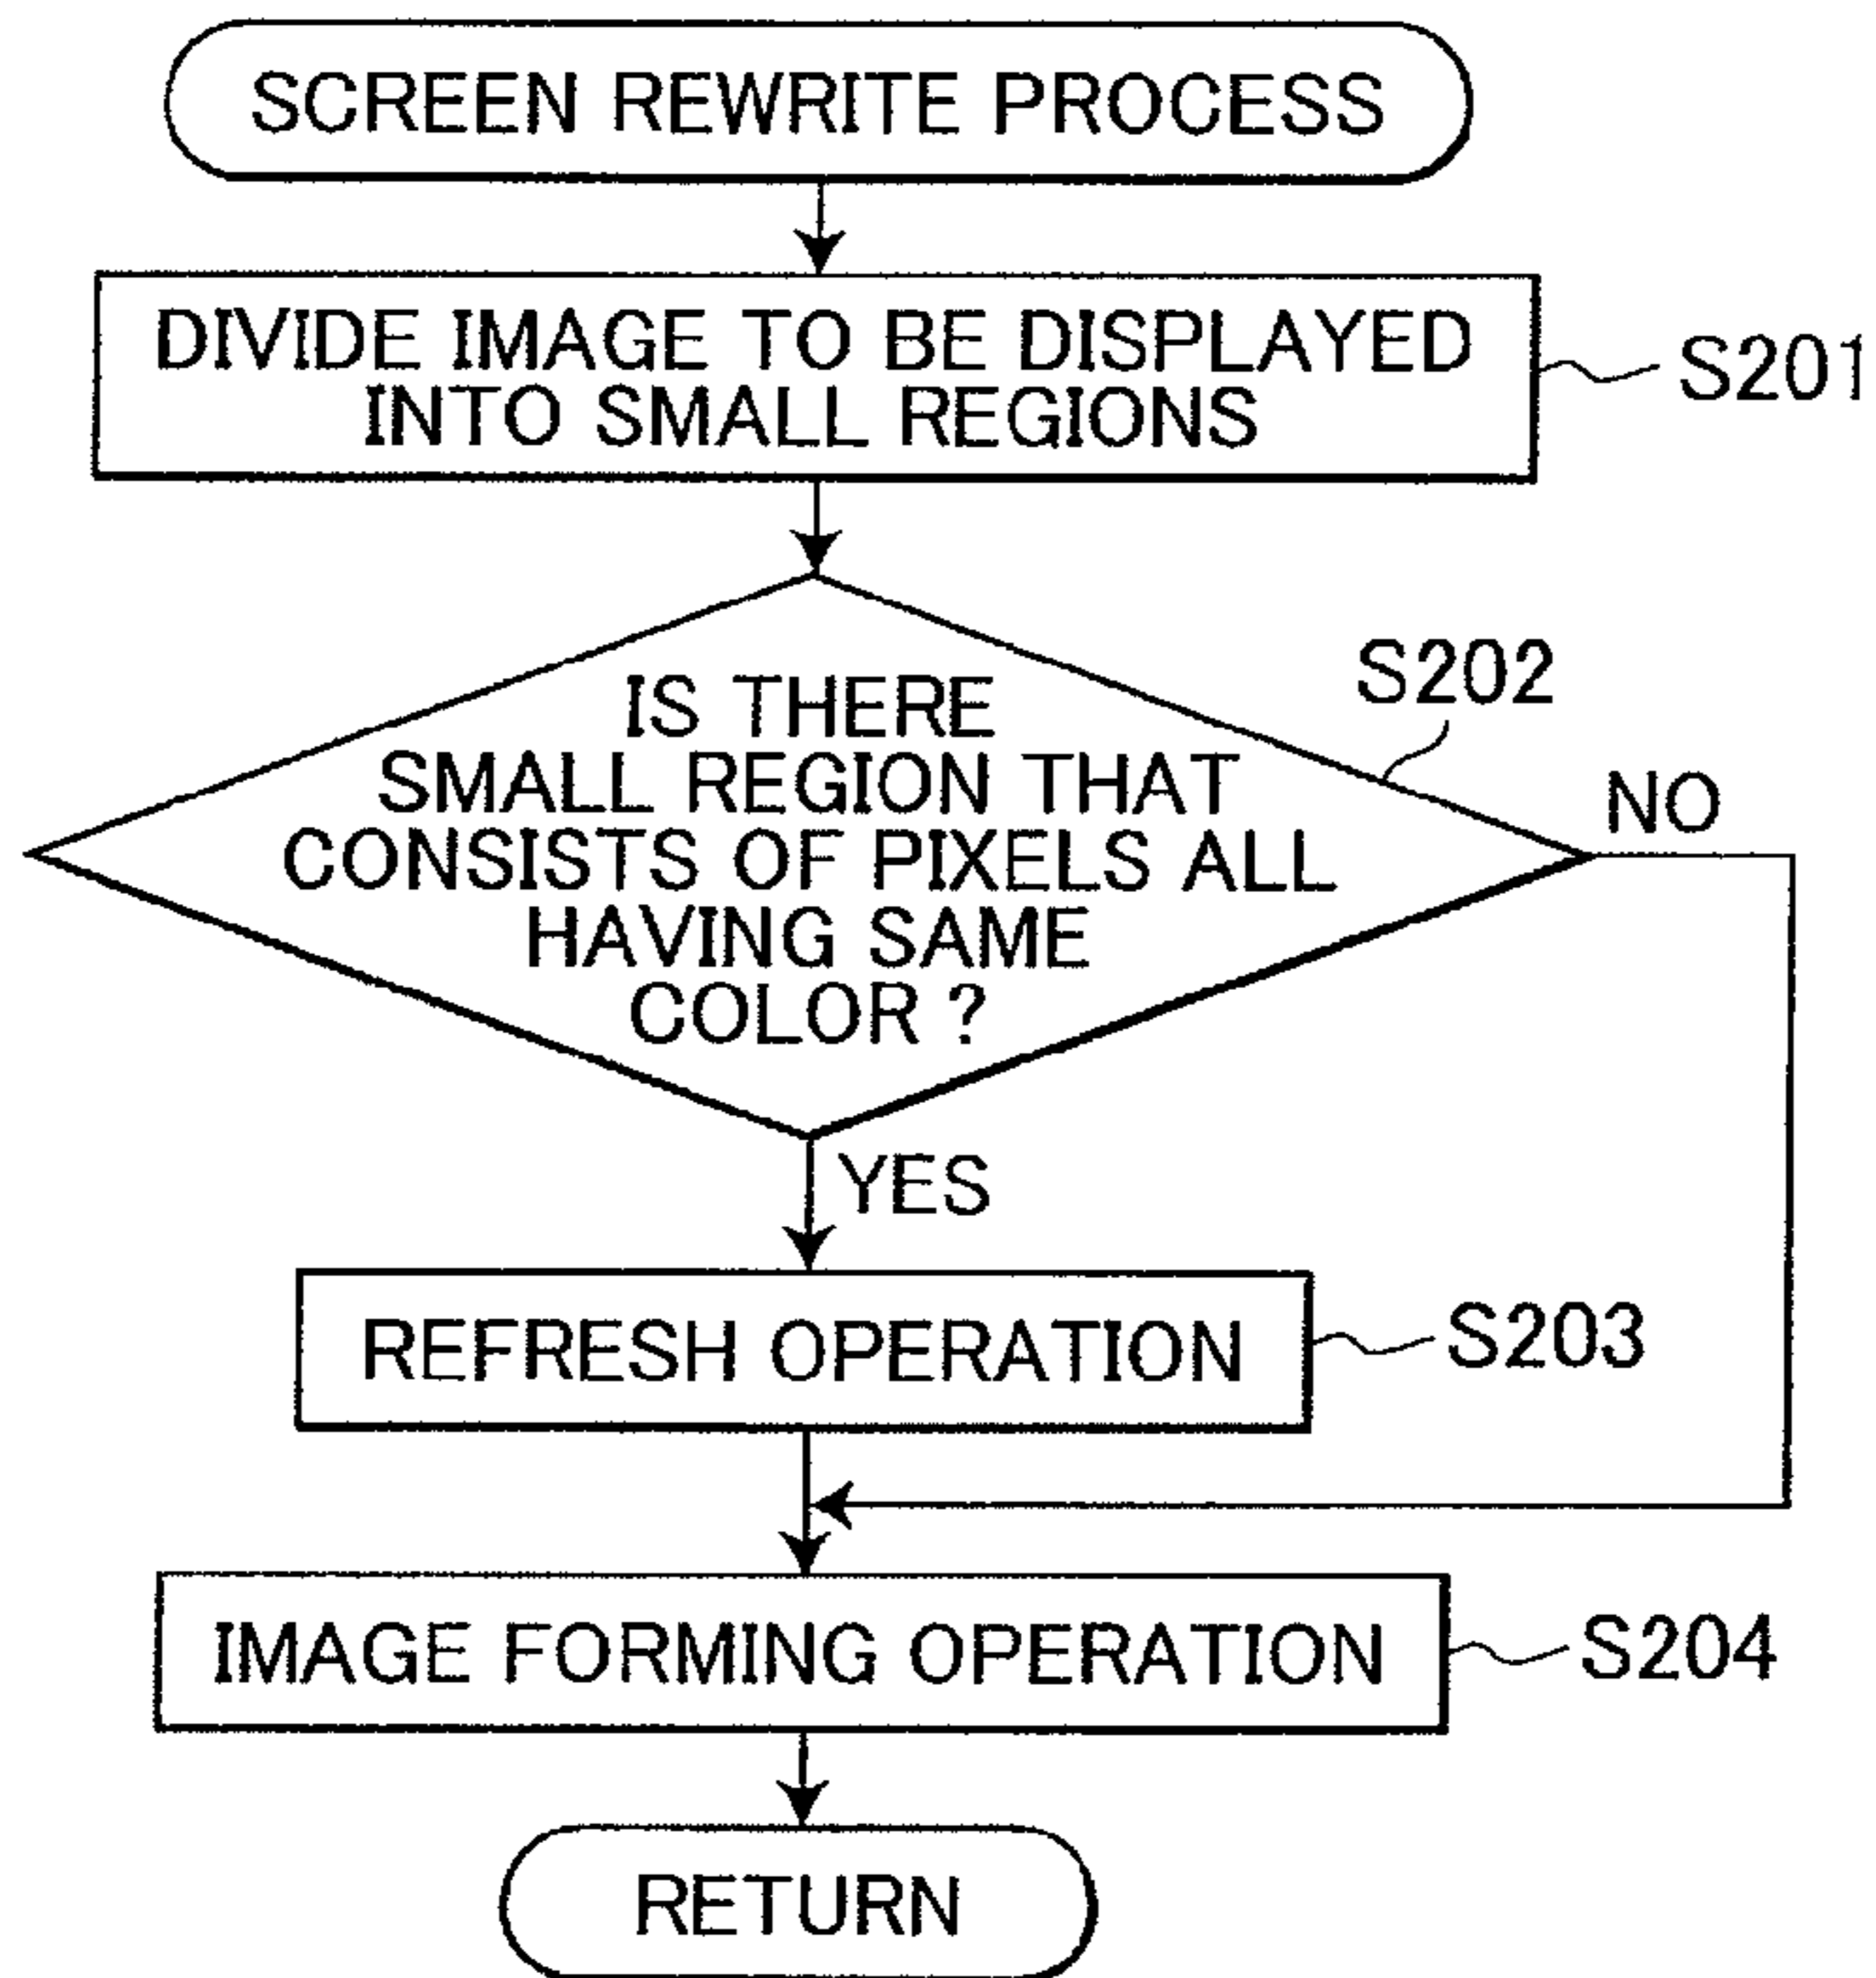 SCREEN REWRITE PROCESS
DIVIDE IMAGE TO BE DISPLAYED
INTO SMALL REGIONS
S201
S202
IS THERE
SMALL REGION THAT
CONSISTS OF PIXELS ALL
HAVING SAME
COLOR ?
NO
YES
REFRESH OPERATION
S203
IMAGE FORMING OPERATION
S204
RETURN